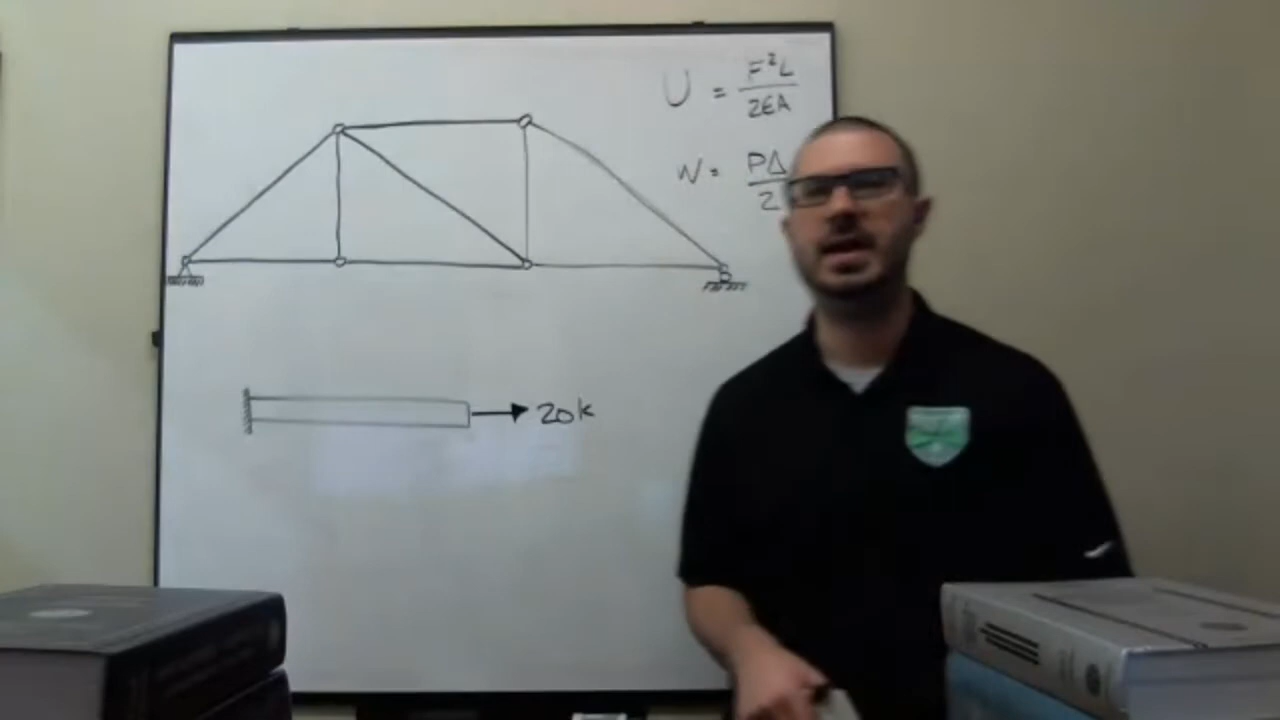 U = F²L / 2EA
W = PΔ / 2
20k